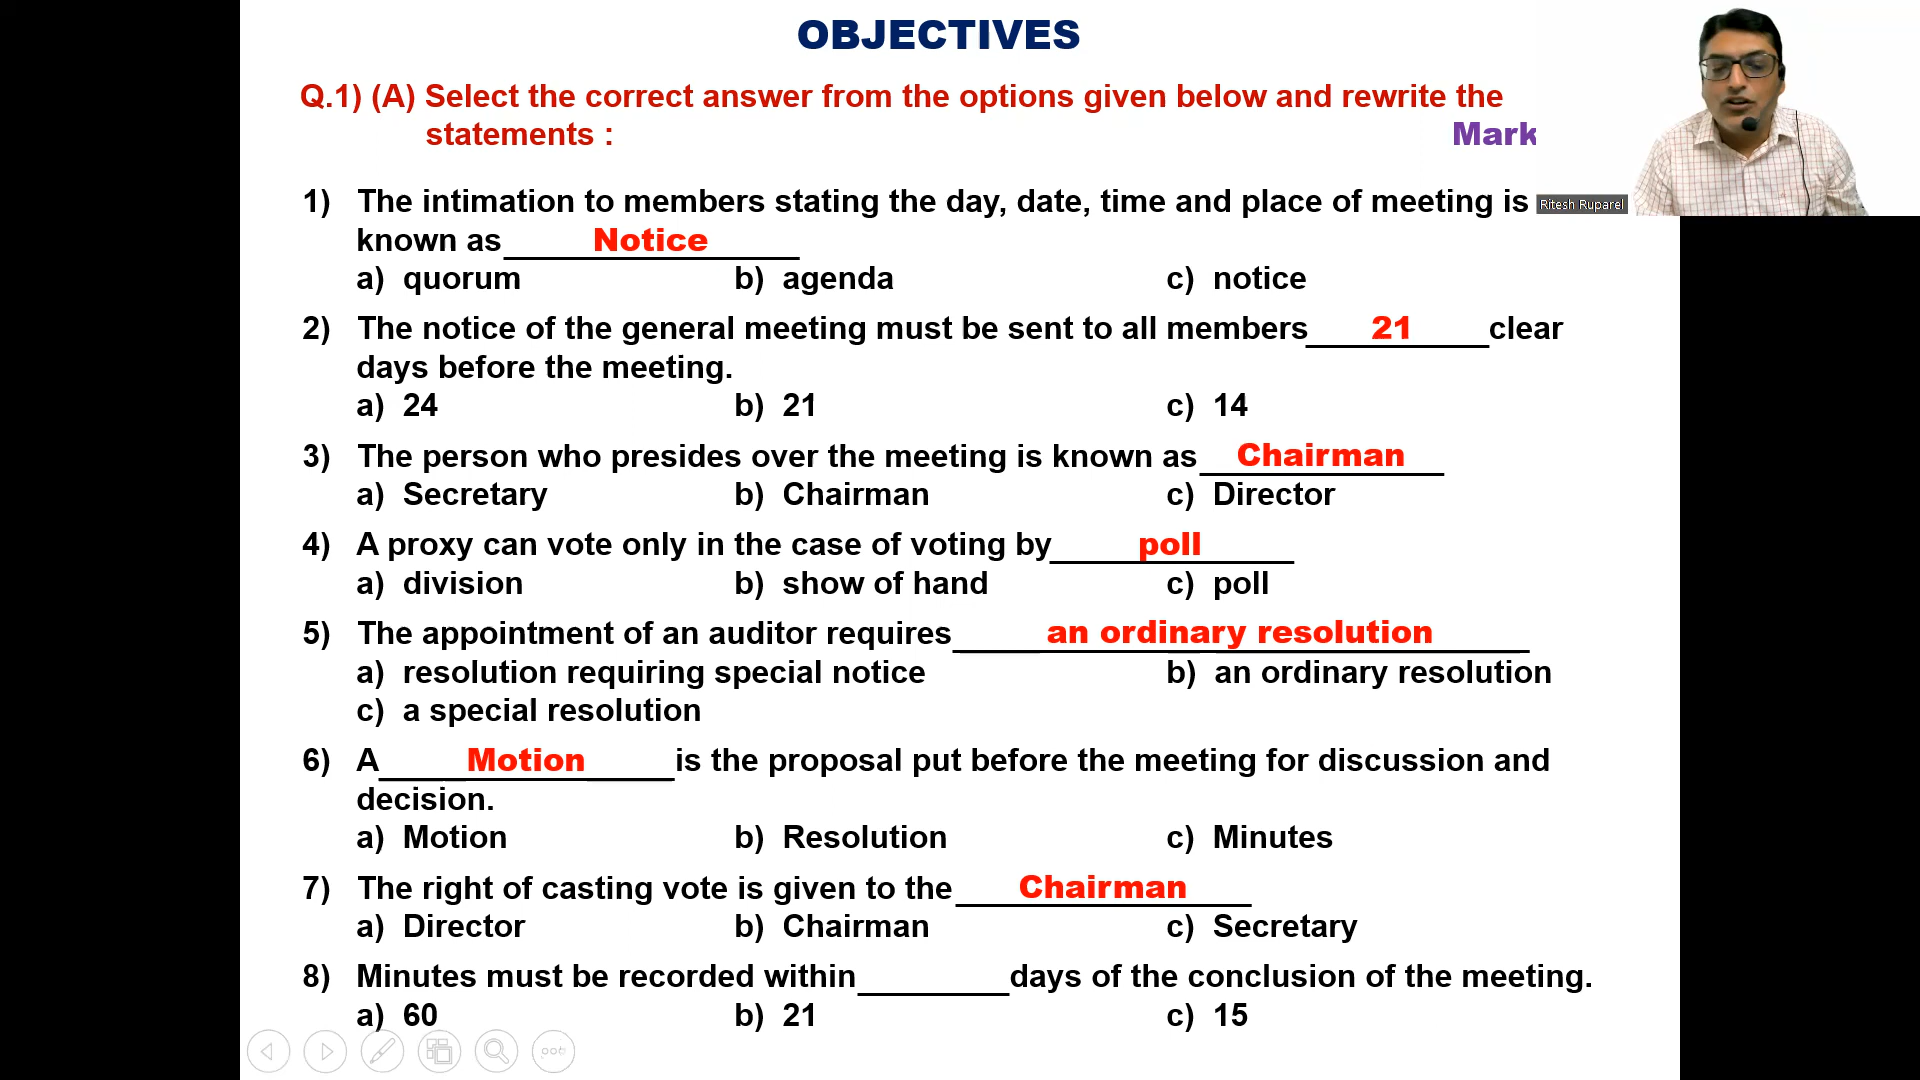 OBJECTIVES
Q.1) (A) Select the correct answer from the options given below and rewrite the
statements :
Mark
1) The intimation to members stating the day, date, time and place of meeting is
Ritesh Ruparel
known as Notice
a) quorum b) agenda c) notice
2) The notice of the general meeting must be sent to all members 21 clear
days before the meeting.
a) 24 b) 21 c) 14
3) The person who presides over the meeting is known as Chairman
a) Secretary b) Chairman c) Director
4) A proxy can vote only in the case of voting by poll
a) division b) show of hand c) poll
5) The appointment of an auditor requires an ordinary resolution
a) resolution requiring special notice b) an ordinary resolution
c) a special resolution
6) A Motion is the proposal put before the meeting for discussion and
decision.
a) Motion b) Resolution c) Minutes
7) The right of casting vote is given to the Chairman
a) Director b) Chairman c) Secretary
8) Minutes must be recorded within________days of the conclusion of the meeting.
a) 60 b) 21 c) 15